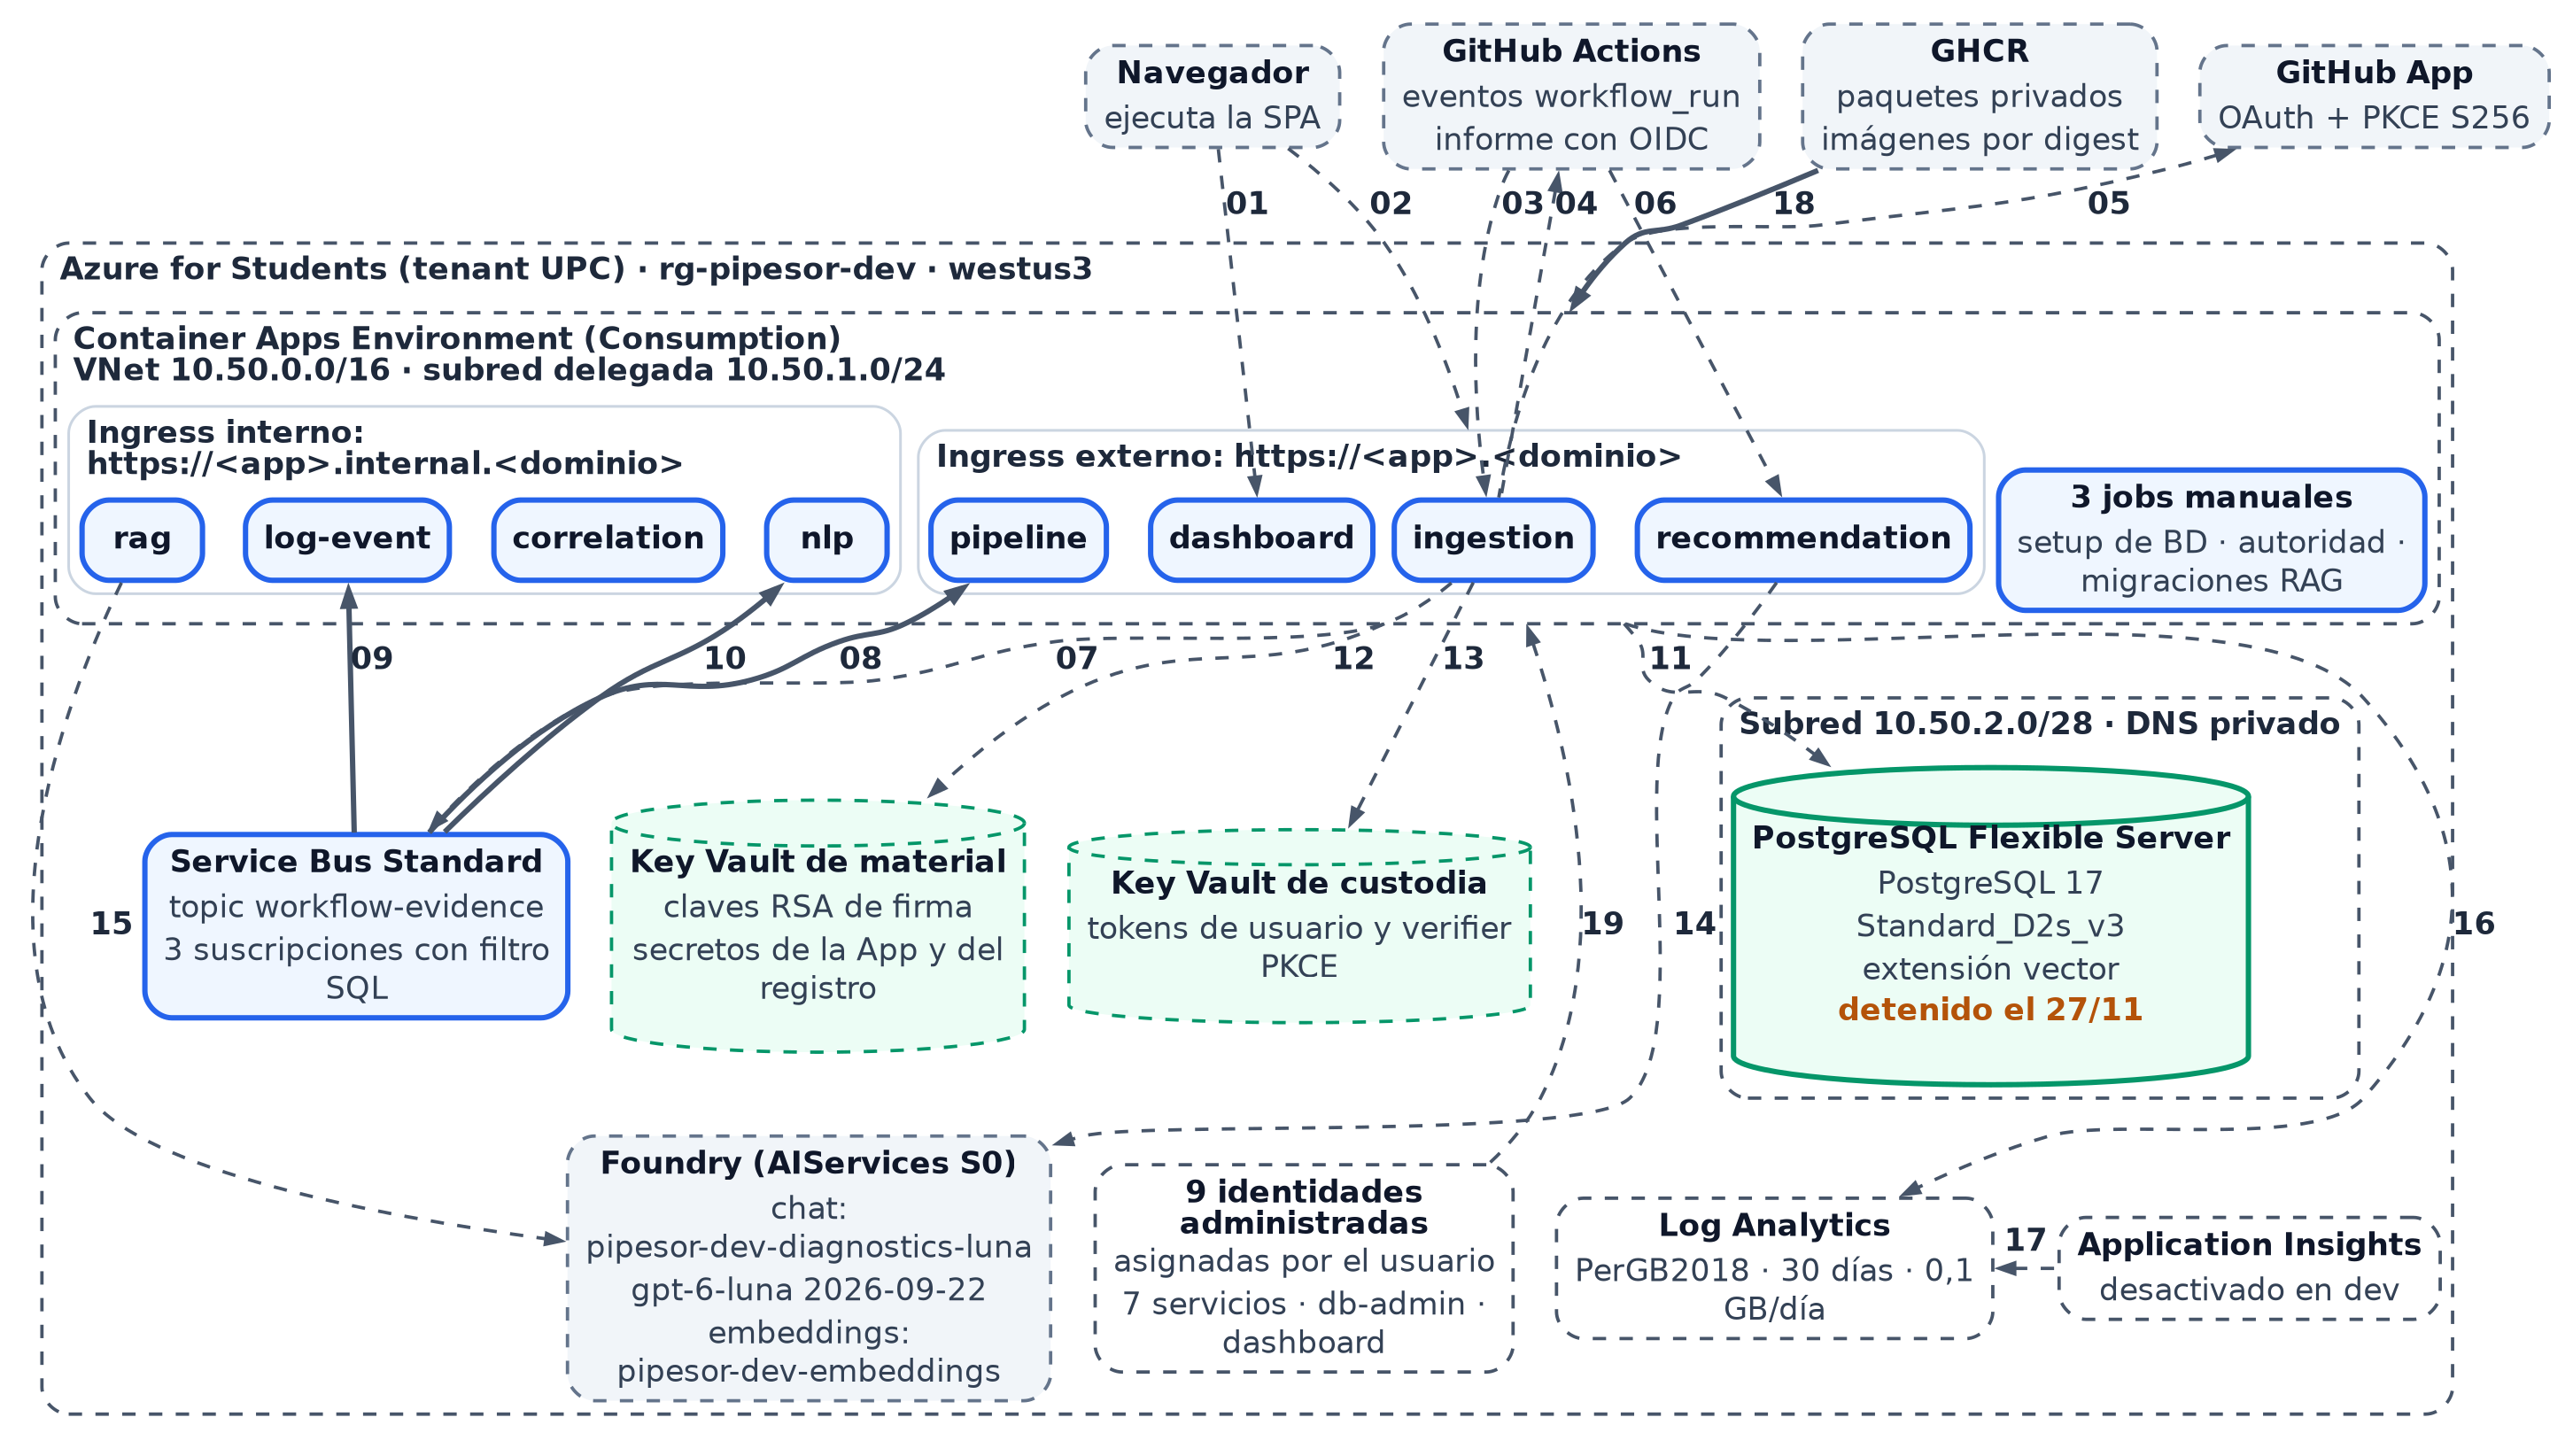 Navegador
ejecuta la SPA
GitHub Actions
eventos workflow_run
informe con OIDC
GHCR
paquetes privados
imágenes por digest
GitHub App
OAuth + PKCE S256
01
02
03
04
06
18
05
Azure for Students (tenant UPC) · rg-pipesor-dev · westus3
Container Apps Environment (Consumption)
VNet 10.50.0.0/16 · subred delegada 10.50.1.0/24
Ingress interno:
https://<app>.internal.<dominio>
rag
log-event
correlation
nlp
Ingress externo: https://<app>.<dominio>
pipeline
dashboard
ingestion
recommendation
3 jobs manuales
setup de BD · autoridad ·
migraciones RAG
09
10
08
07
12
13
11
Service Bus Standard
topic workflow-evidence
3 suscripciones con filtro
SQL
Key Vault de material
claves RSA de firma
secretos de la App y del
registro
Key Vault de custodia
tokens de usuario y verifier
PKCE
Subred 10.50.2.0/28 · DNS privado
PostgreSQL Flexible Server
PostgreSQL 17
Standard_D2s_v3
extensión vector
detenido el 27/11
15
19
14
16
Foundry (AIServices S0)
chat:
pipesor-dev-diagnostics-luna
gpt-6-luna 2026-09-22
embeddings:
pipesor-dev-embeddings
9 identidades
administradas
asignadas por el usuario
7 servicios · db-admin ·
dashboard
Log Analytics
PerGB2018 · 30 días · 0,1
GB/día
17
Application Insights
desactivado en dev